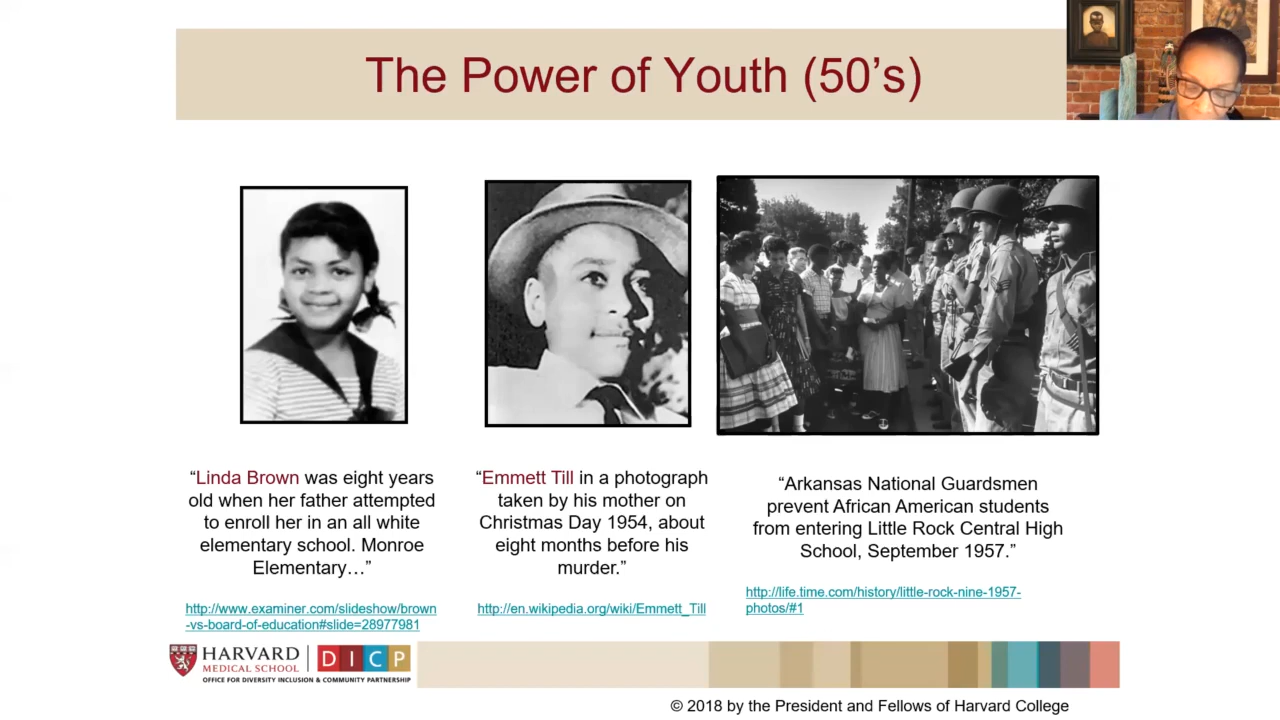 The Power of Youth (50's)
“Linda Brown was eight years
old when her father attempted
to enroll her in an all white
elementary school. Monroe
Elementary…”
http://www.examiner.com/slideshow/brown
-vs-board-of-education#slide=28977981
“Emmett Till in a photograph
taken by his mother on
Christmas Day 1954, about
eight months before his
murder.”
http://en.wikipedia.org/wiki/Emmett_Till
“Arkansas National Guardsmen
prevent African American students
from entering Little Rock Central High
School, September 1957.”
http://life.time.com/history/little-rock-nine-1957-
photos/#1
HARVARD
MEDICAL SCHOOL
DICP
OFFICE FOR DIVERSITY INCLUSION & COMMUNITY PARTNERSHIP
© 2018 by the President and Fellows of Harvard College